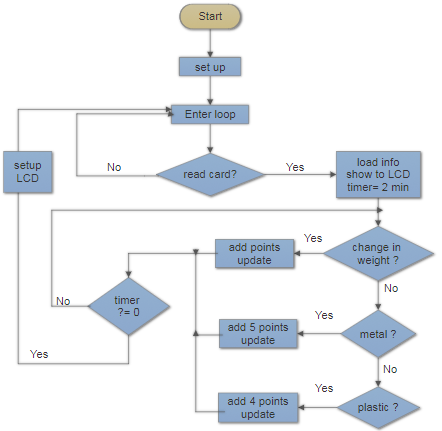 Start
set up
Enter loop
setup
LCD
No
read card?
Yes
load info
show to LCD
timer= 2 min
Yes
change in
weight ?
add points
update
No
No
timer
?= 0
Yes
Yes
add 5 points
update
metal ?
No
Yes
add 4 points
update
plastic ?